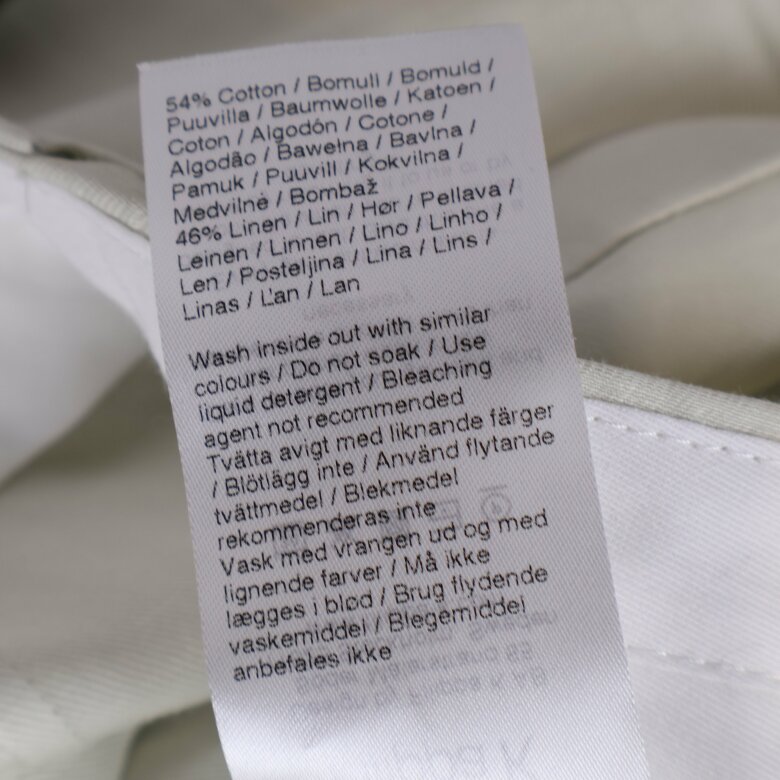 54% Cotton / Bomull / Bomuld /
Puuvilla / Baumwolle / Katoen /
Coton / Algodón / Cotone /
Algodão / Bawełna / Bavlna /
Pamuk / Puuvill / Kokvilna /
Medvilnė / Bombaž
46% Linen / Lin / Hør / Pellava /
Leinen / Linnen / Lino / Linho /
Len / Posteljina / Lina / Lins /
Linas / Ľan / Lan
Wash inside out with similar
colours / Do not soak / Use
liquid detergent / Bleaching
agent not recommended
Tvätta avigt med liknande färger
/ Blötlägg inte / Använd flytande
tvättmedel / Blekmedel
rekommenderas inte
Vask med vrangen ud og med
lignende farver / Må ikke
lægges i blød / Brug flydende
vaskemiddel / Blegemiddel
anbefales ikke